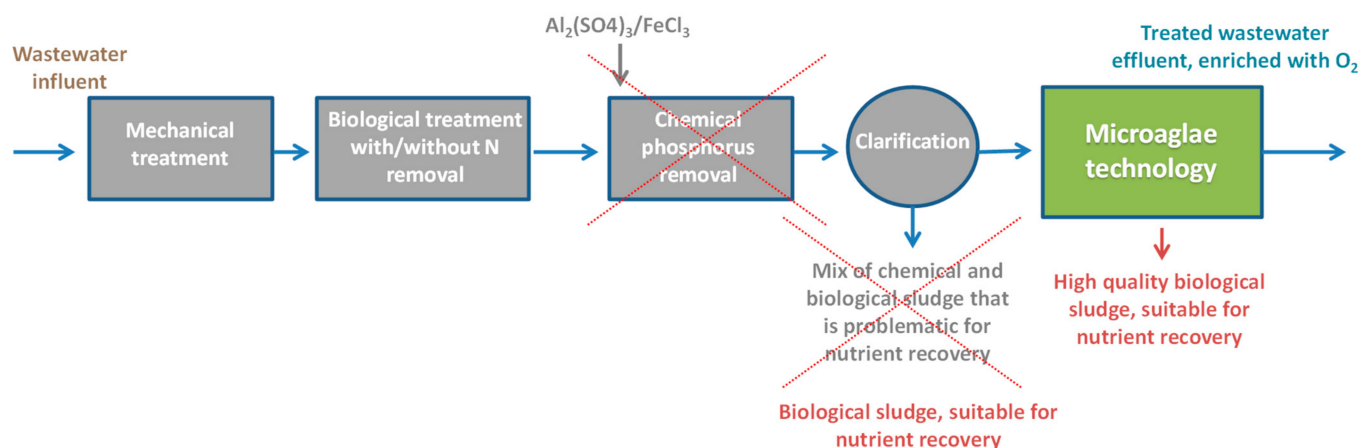 Al₂(SO4)₃/FeCl₃
Wastewater
influent
Treated wastewater
effluent, enriched with O₂
Mechanical
treatment
Biological treatment
with/without N
removal
Chemical
phosphorus
removal
Clarification
Microaglae
technology
Mix of chemical and
biological sludge that
is problematic for
nutrient recovery
High quality biological
sludge, suitable for
nutrient recovery
Biological sludge, suitable for
nutrient recovery